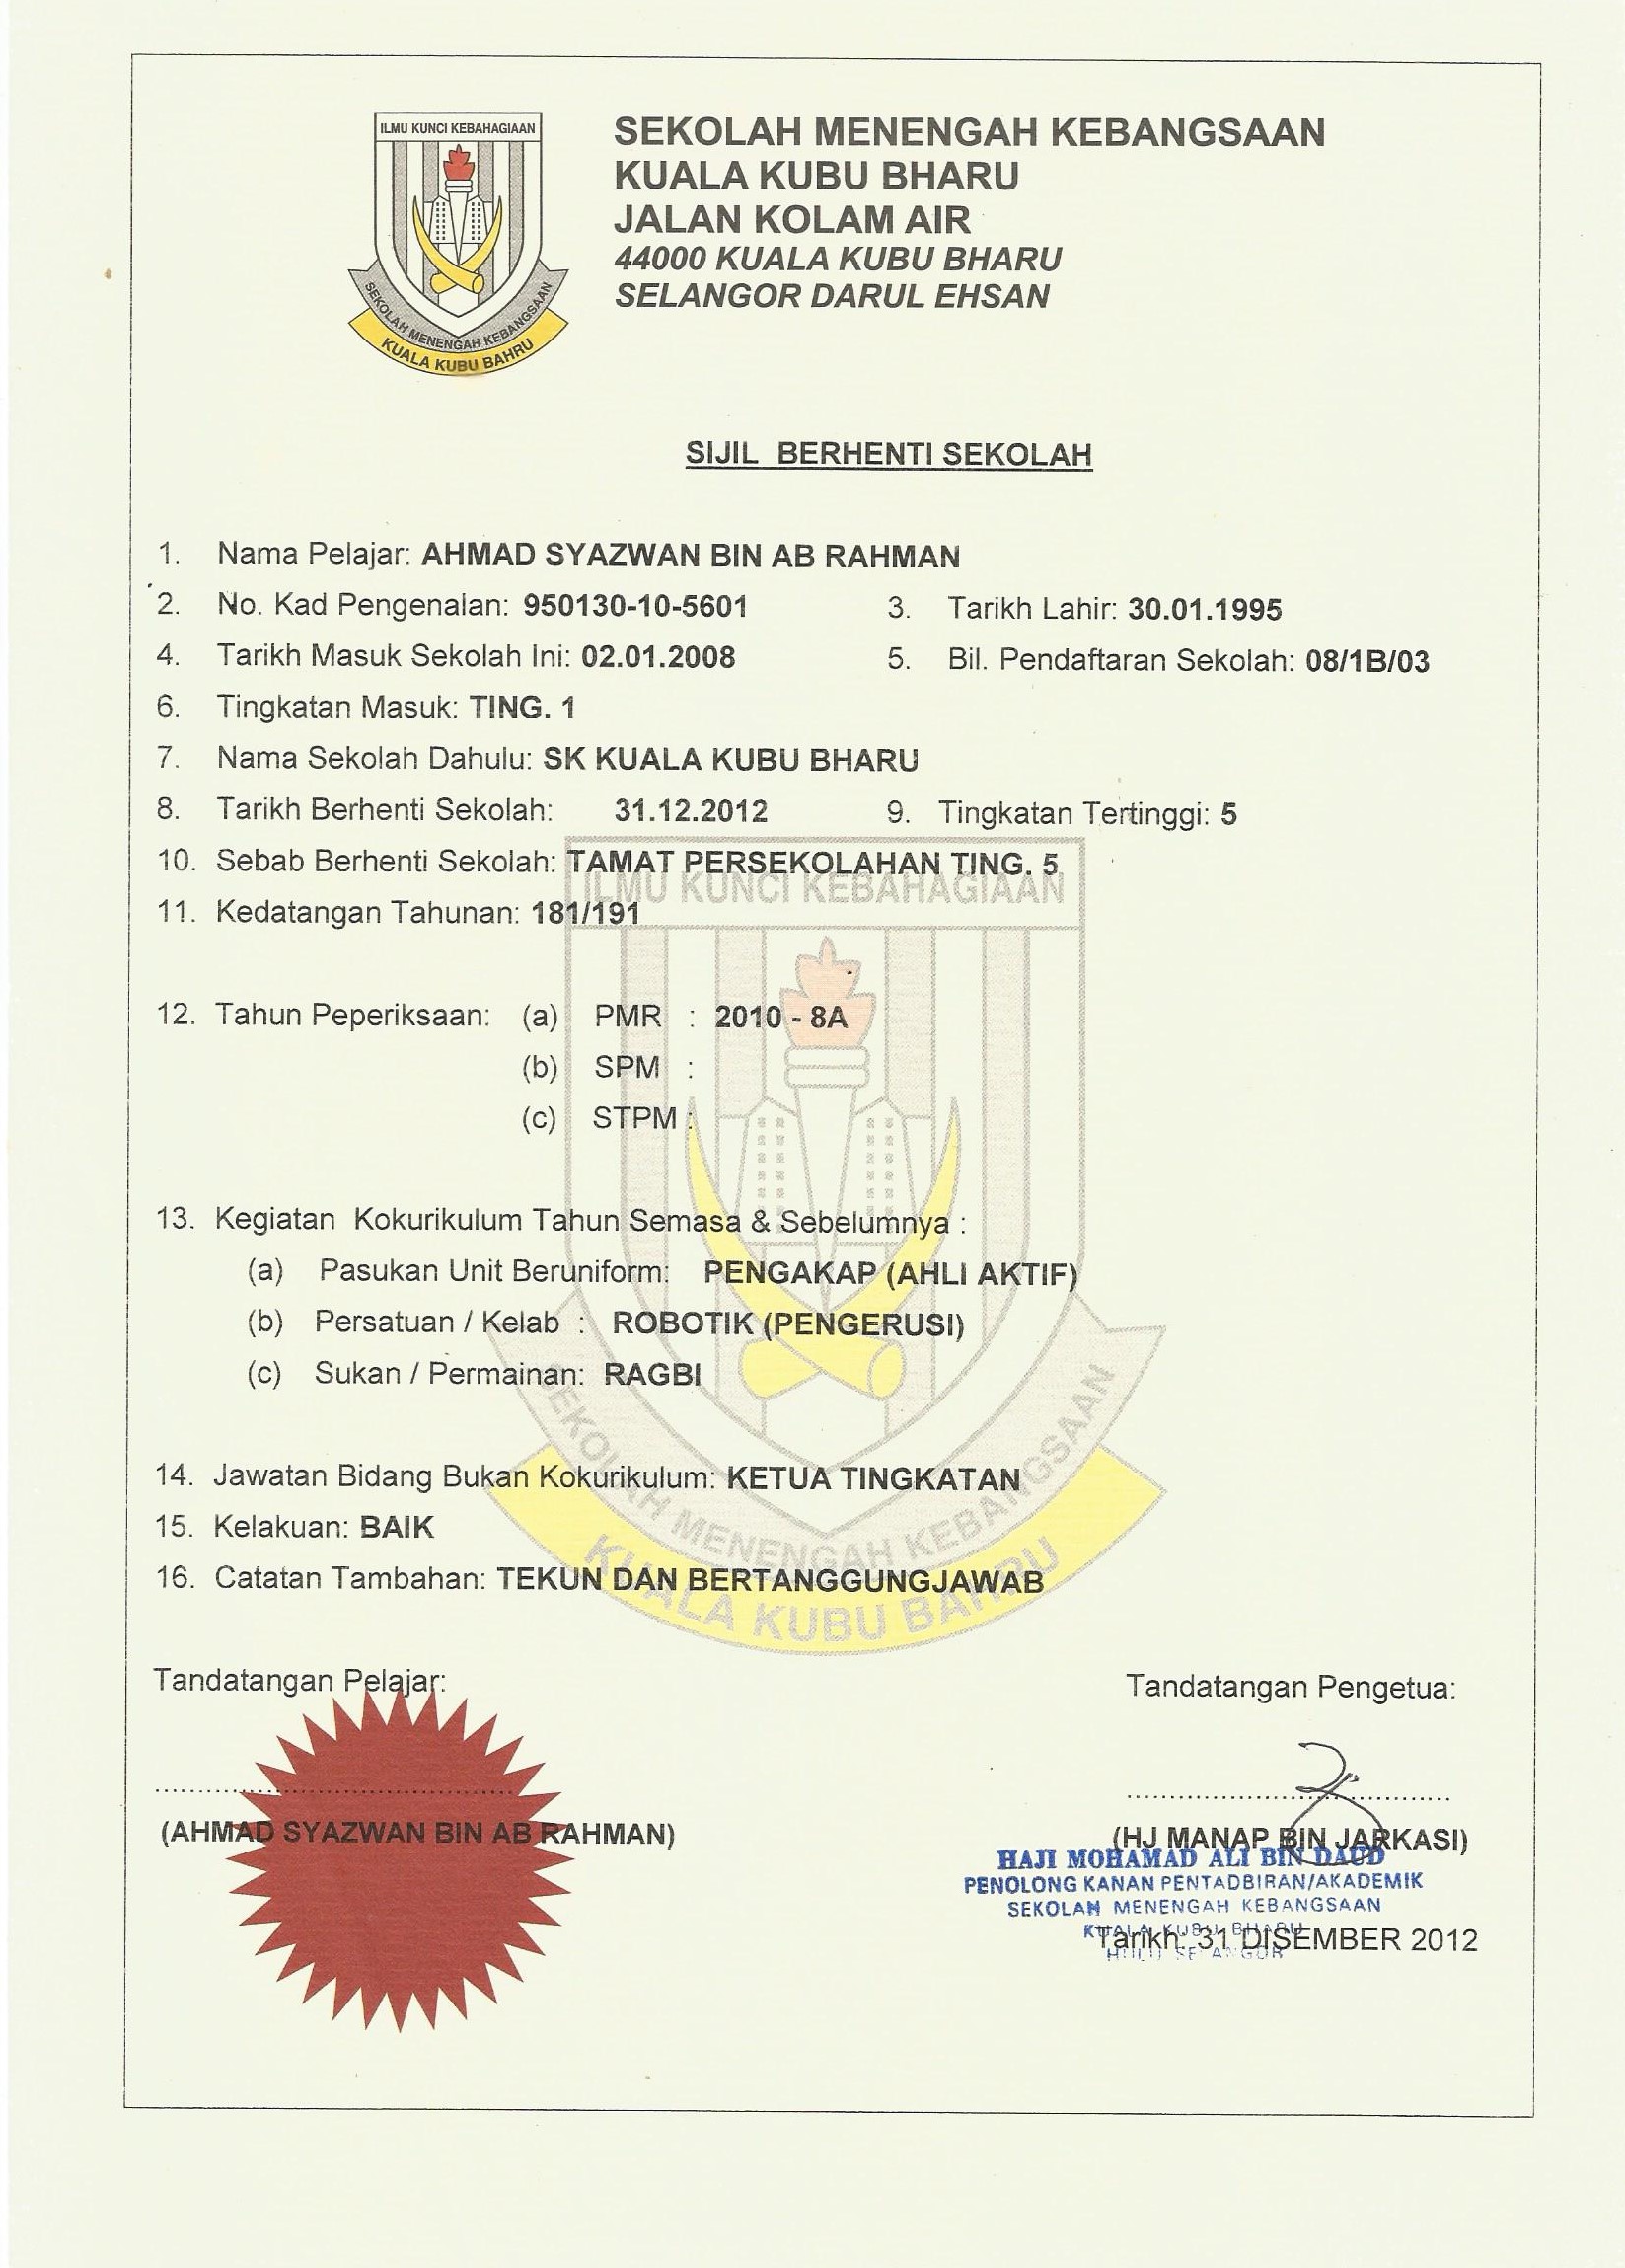 ILMU KUNCI KEBAHAGIAAN
SEKOLAH MENENGAH KEBANGSAAN
KUALA KUBU BAHRU
SEKOLAH MENENGAH KEBANGSAAN
KUALA KUBU BHARU
JALAN KOLAM AIR
44000 KUALA KUBU BHARU
SELANGOR DARUL EHSAN
SIJIL BERHENTI SEKOLAH
1. Nama Pelajar: AHMAD SYAZWAN BIN AB RAHMAN
2. No. Kad Pengenalan: 950130-10-5601 3. Tarikh Lahir: 30.01.1995
4. Tarikh Masuk Sekolah Ini: 02.01.2008 5. Bil. Pendaftaran Sekolah: 08/1B/03
6. Tingkatan Masuk: TING. 1
7. Nama Sekolah Dahulu: SK KUALA KUBU BHARU
8. Tarikh Berhenti Sekolah: 31.12.2012 9. Tingkatan Tertinggi: 5
10. Sebab Berhenti Sekolah: TAMAT PERSEKOLAHAN TING. 5
ILMU KUNCI KEBAHAGIAAN
11. Kedatangan Tahunan: 181/191
12. Tahun Peperiksaan: (a) PMR : 2010 - 8A
(b) SPM :
(c) STPM :
13. Kegiatan Kokurikulum Tahun Semasa & Sebelumnya :
(a) Pasukan Unit Beruniform: PENGAKAP (AHLI AKTIF)
(b) Persatuan / Kelab : ROBOTIK (PENGERUSI)
(c) Sukan / Permainan: RAGBI
14. Jawatan Bidang Bukan Kokurikulum: KETUA TINGKATAN
15. Kelakuan: BAIK
SEKOLAH MENENGAH KEBANGSAAN
16. Catatan Tambahan: TEKUN DAN BERTANGGUNGJAWAB
KUALA KUBU BAHRU
Tandatangan Pelajar: Tandatangan Pengetua:
(AHMAD SYAZWAN BIN AB RAHMAN) (HJ MANAP BIN JARKASI)
HAJI MOHAMAD ALI BIN DAUD
PENOLONG KANAN PENTADBIRAN/AKADEMIK
SEKOLAH MENENGAH KEBANGSAAN
KUALA KUBU BHARU
Tarikh: 31 DISEMBER 2012
HULU SELANGOR